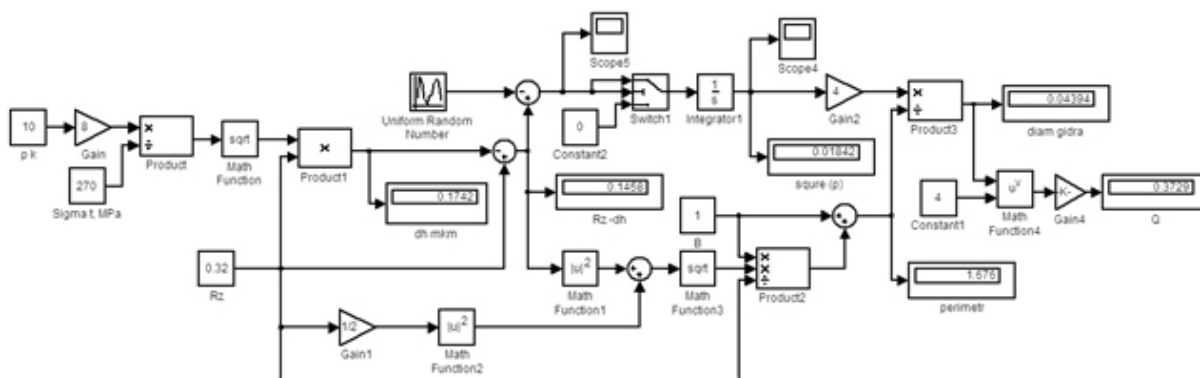 10
p k
8
Gain
270
Sigma t, MPa
×
÷
Product
sqrt
Math
Function
×
Product1
0.1742
dh mkm
0.32
Rz
1/2
Gain1
|u|²
Math
Function2
Uniform Random
Number
Scope5
0
Constant2
Switch1
1
s
Integrator1
Scope4
4
Gain2
0.01842
squre (p)
0.1458
Rz -dh
|u|²
Math
Function1
sqrt
Math
Function3
1
B
×
×
÷
Product2
×
÷
Product3
0.04394
diam gidra
4
Constant1
uᵛ
Math
Function4
-K-
Gain4
0.3729
Q
1.676
perimetr